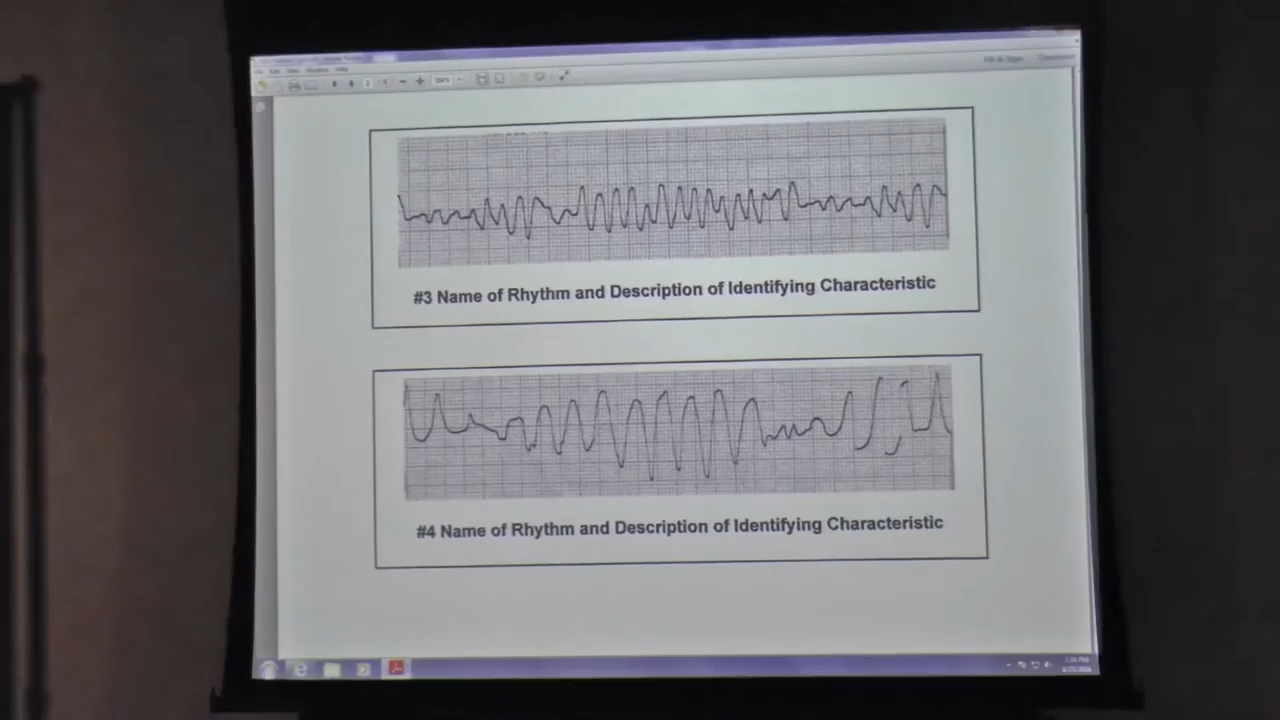 #3 Name of Rhythm and Description of Identifying Characteristic
#4 Name of Rhythm and Description of Identifying Characteristic